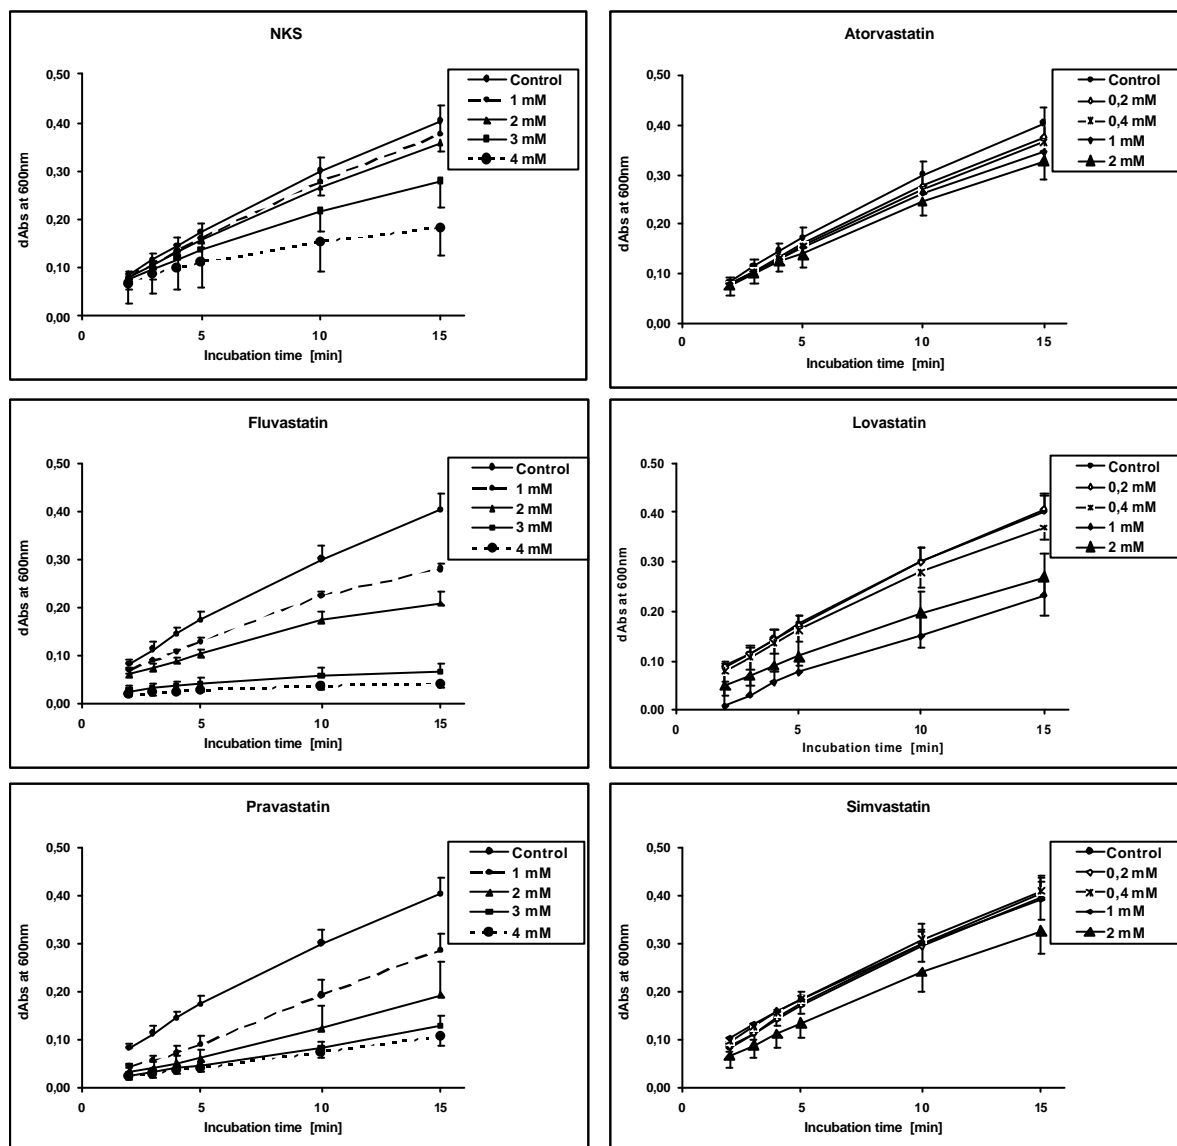 NKS
0,50
0,40
0,30
0,20
0,10
0,00
dAbs at 600nm
0 5 10 15
Incubation time [min]
Control
1 mM
2 mM
3 mM
4 mM
Atorvastatin
0,50
0,40
0,30
0,20
0,10
0,00
dAbs at 600nm
0 5 10 15
Incubation time [min]
Control
0,2 mM
0,4 mM
1 mM
2 mM
Fluvastatin
0,50
0,40
0,30
0,20
0,10
0,00
dAbs at 600nm
0 5 10 15
Incubation time [min]
Control
1 mM
2 mM
3 mM
4 mM
Lovastatin
0.50
0.40
0.30
0.20
0.10
0.00
dAbs at 600nm
0 5 10 15
Incubation time [min]
Control
0,2 mM
0,4 mM
1 mM
2 mM
Pravastatin
0,50
0,40
0,30
0,20
0,10
0,00
dAbs at 600nm
0 5 10 15
Incubation time [min]
Control
1 mM
2 mM
3 mM
4 mM
Simvastatin
0,50
0,40
0,30
0,20
0,10
0,00
dAbs at 600nm
0 5 10 15
Incubation time [min]
Control
0,2 mM
0,4 mM
1 mM
2 mM